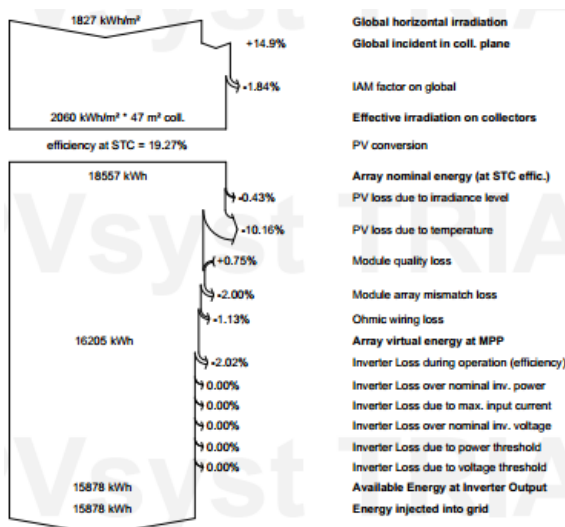 1827 kWh/m² Global horizontal irradiation
+14.9% Global incident in coll. plane
-1.84% IAM factor on global
2060 kWh/m² * 47 m² coll. Effective irradiation on collectors
efficiency at STC = 19.27% PV conversion
18557 kWh Array nominal energy (at STC effic.)
-0.43% PV loss due to irradiance level
-10.16% PV loss due to temperature
+0.75% Module quality loss
-2.00% Module array mismatch loss
-1.13% Ohmic wiring loss
16205 kWh Array virtual energy at MPP
-2.02% Inverter Loss during operation (efficiency)
0.00% Inverter Loss over nominal inv. power
0.00% Inverter Loss due to max. input current
0.00% Inverter Loss over nominal inv. voltage
0.00% Inverter Loss due to power threshold
0.00% Inverter Loss due to voltage threshold
15878 kWh Available Energy at Inverter Output
15878 kWh Energy injected into grid
Vsyst TRIA
Vsyst TRIA
Vsyst TRIA